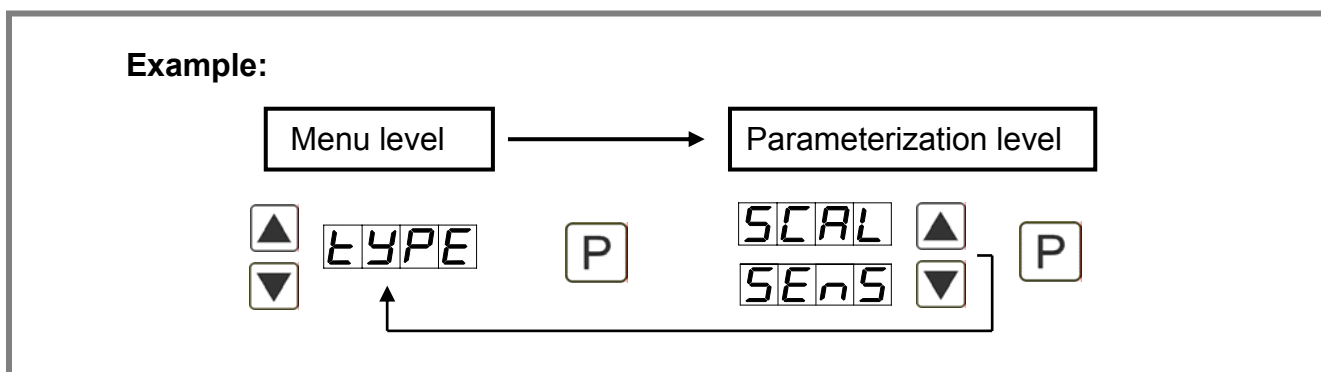 Example:
Menu level
Parameterization level
tYPE
P
SCAL
SEnS
P